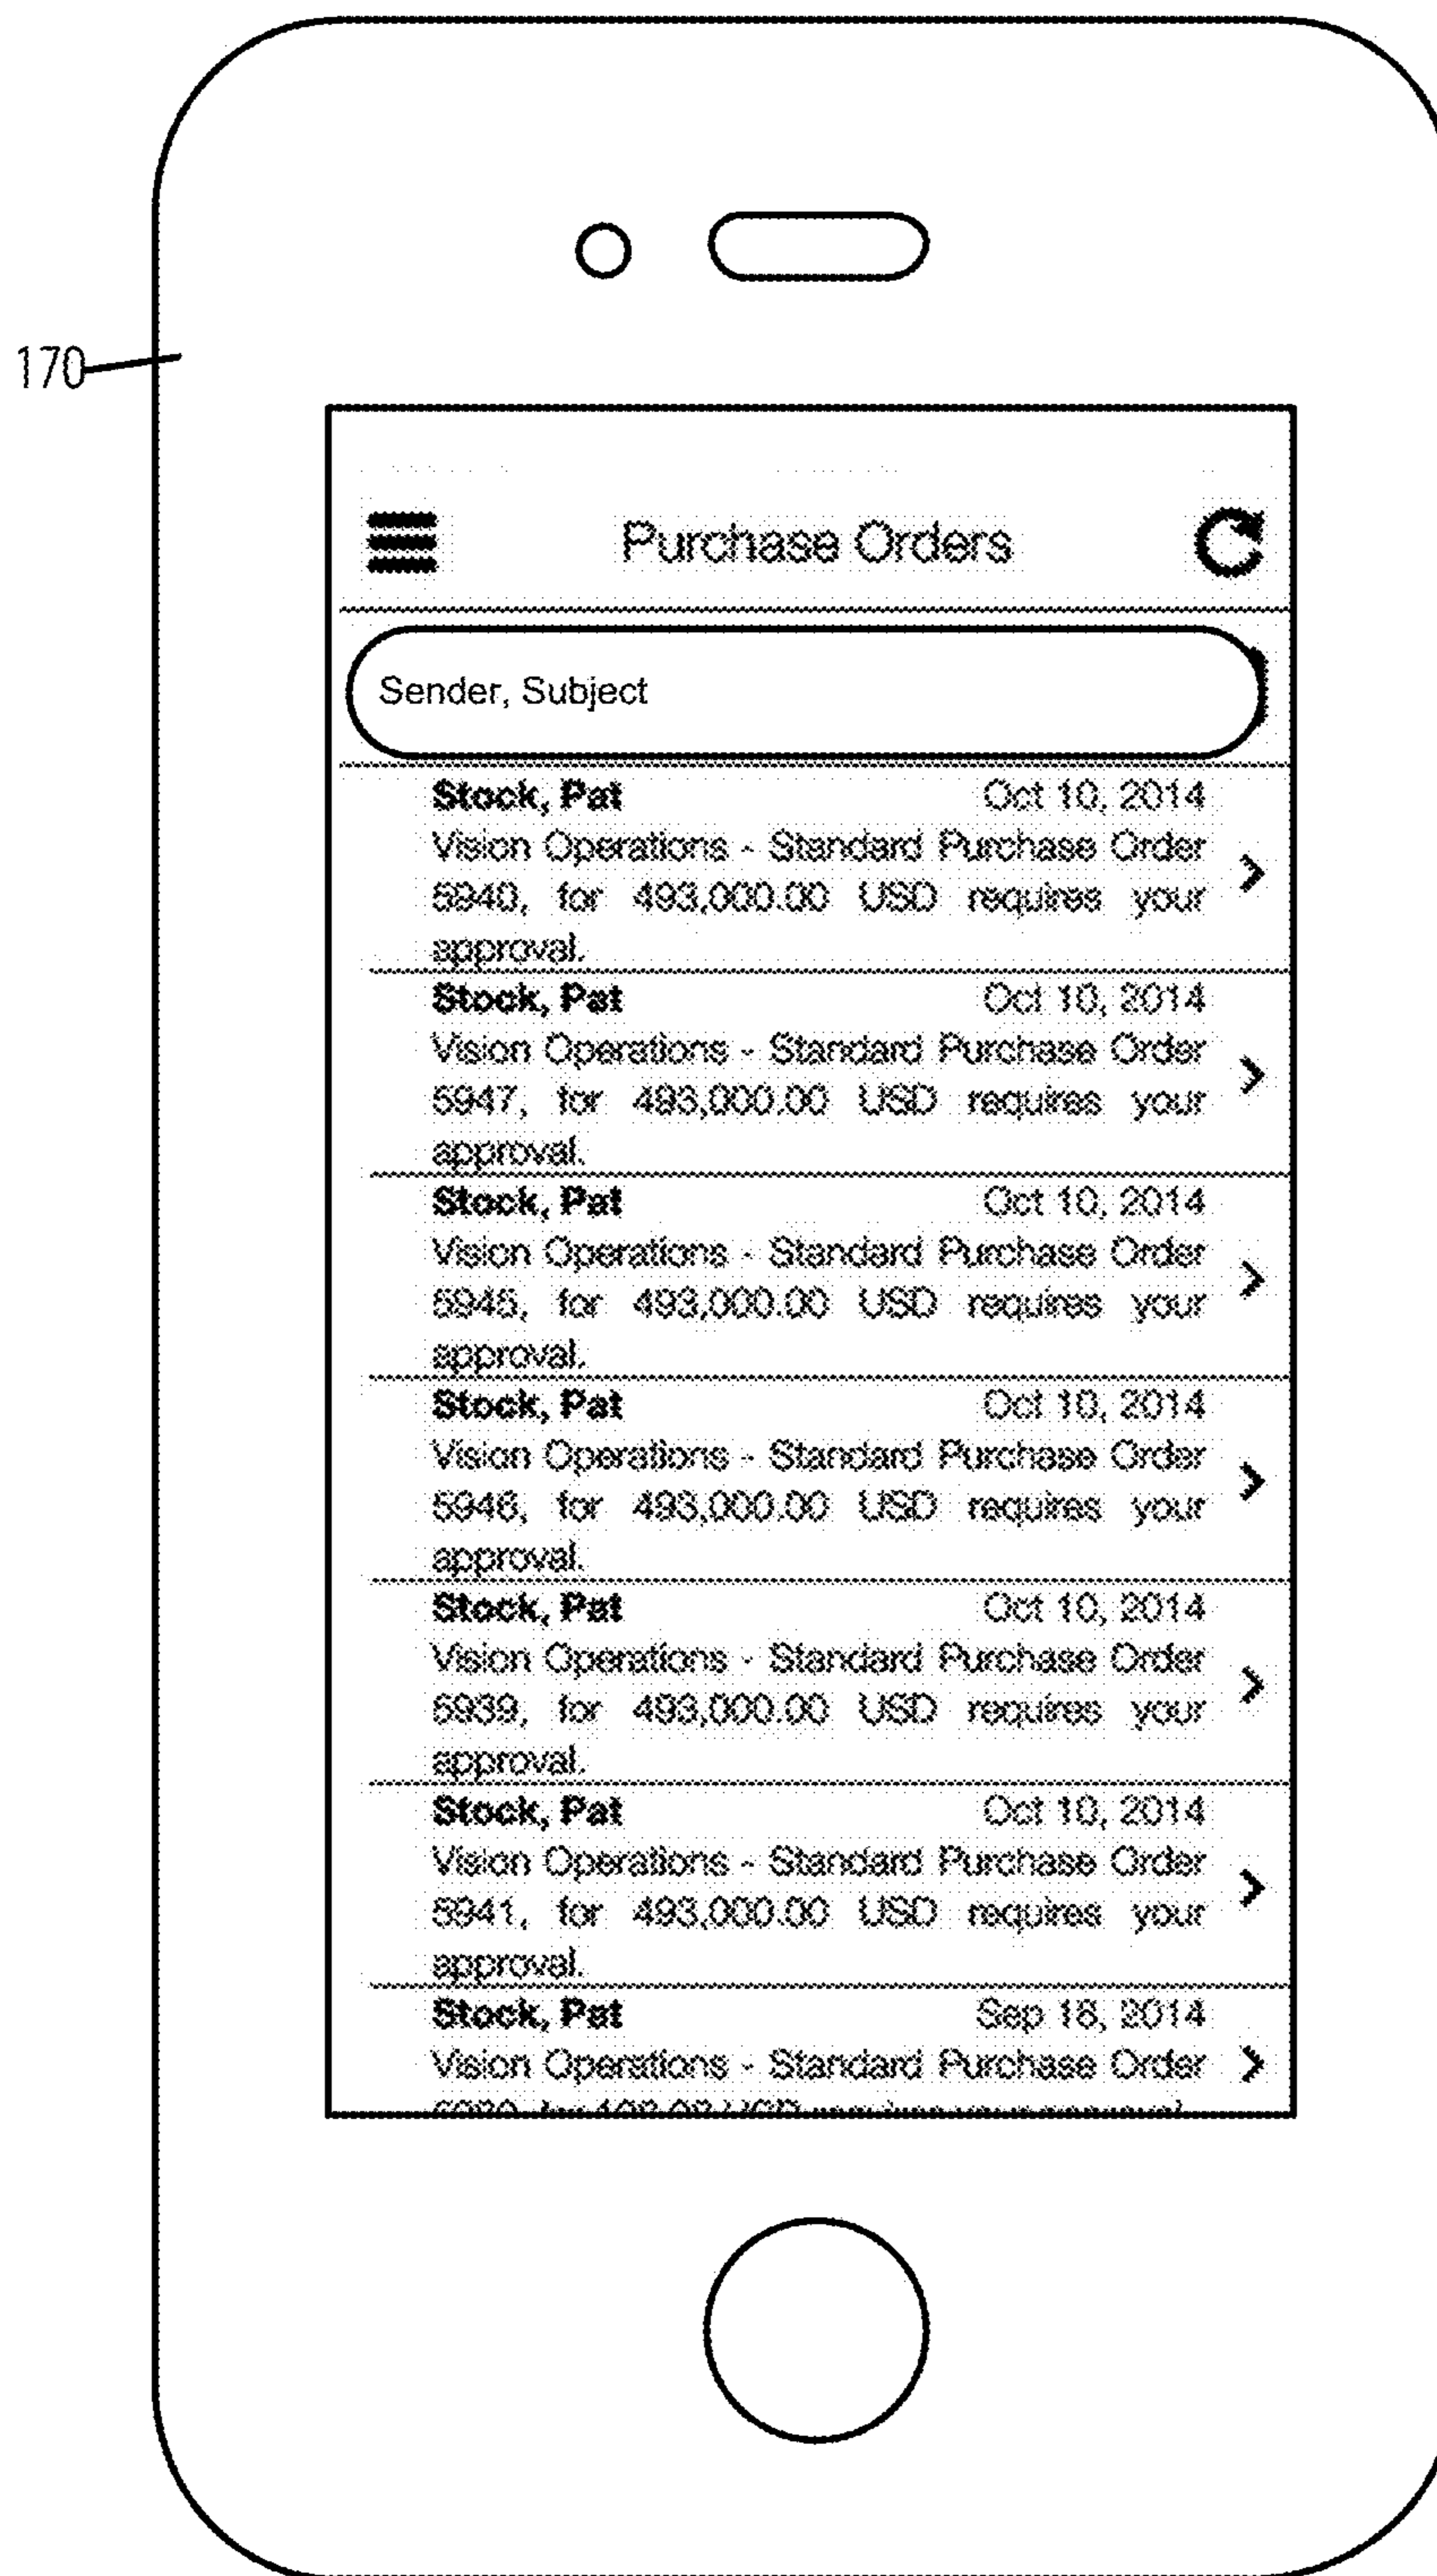 170
Purchase Orders
Sender, Subject
Stock, Pat Oct 10, 2014
Vision Operations - Standard Purchase Order
5940, for 493,000.00 USD requires your
approval.
Stock, Pat Oct 10, 2014
Vision Operations - Standard Purchase Order
5947, for 493,000.00 USD requires your
approval.
Stock, Pat Oct 10, 2014
Vision Operations - Standard Purchase Order
5945, for 493,000.00 USD requires your
approval.
Stock, Pat Oct 10, 2014
Vision Operations - Standard Purchase Order
5946, for 493,000.00 USD requires your
approval.
Stock, Pat Oct 10, 2014
Vision Operations - Standard Purchase Order
5939, for 493,000.00 USD requires your
approval.
Stock, Pat Oct 10, 2014
Vision Operations - Standard Purchase Order
5941, for 493,000.00 USD requires your
approval.
Stock, Pat Sep 18, 2014
Vision Operations - Standard Purchase Order